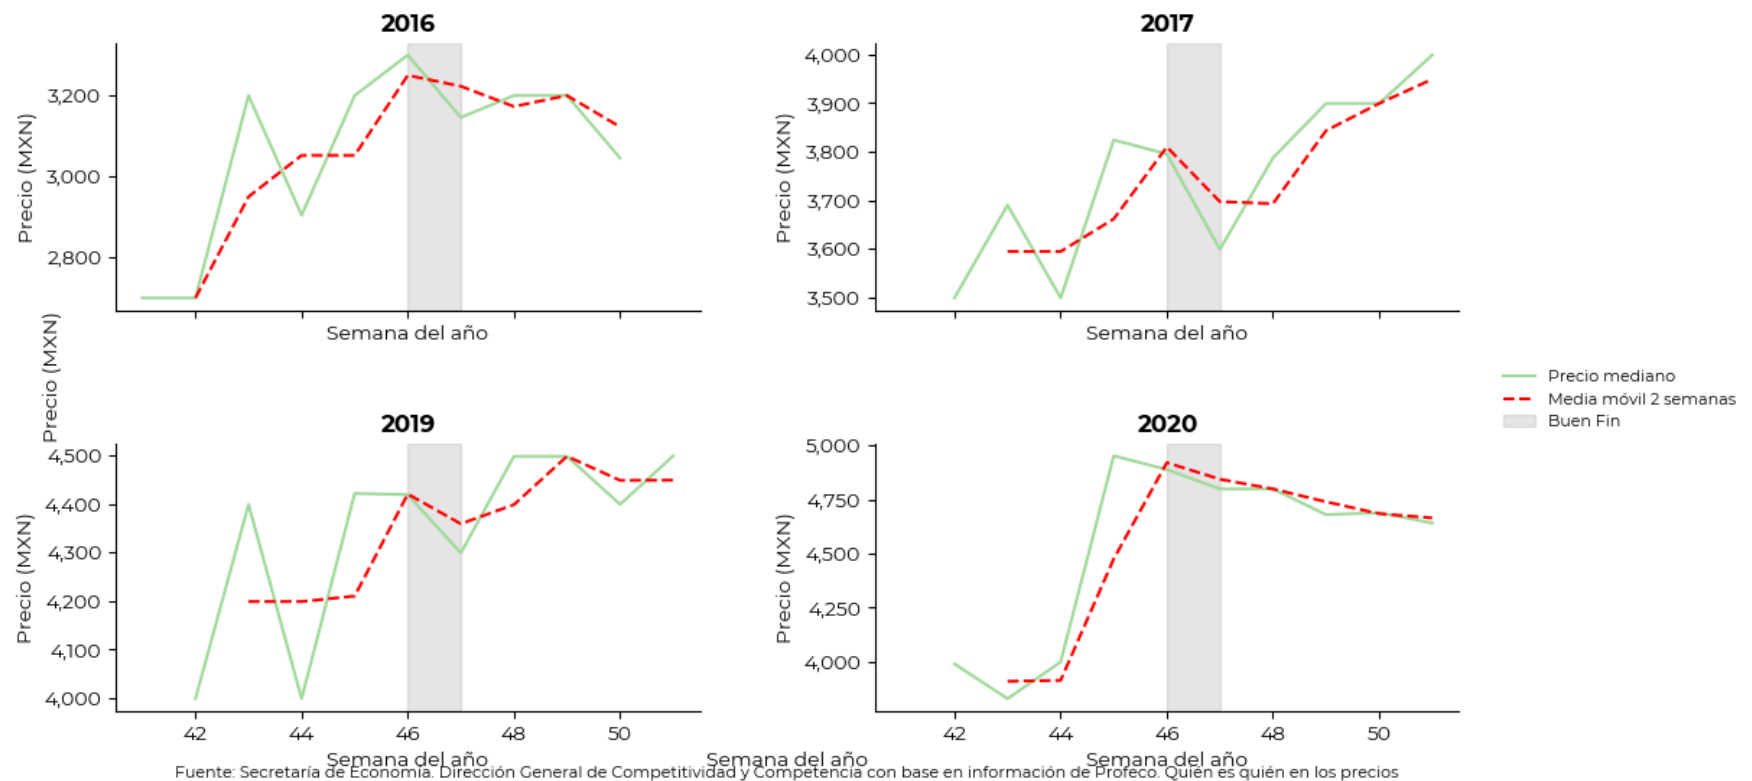 2016
2017
3,200
3,000
2,800
Precio (MXN)
Semana del año
4,000
3,900
3,800
3,700
3,600
3,500
Precio (MXN)
Semana del año
Precio (MXN)
Precio mediano
Media móvil 2 semanas
Buen Fin
2019
2020
4,500
4,400
4,300
4,200
4,100
4,000
Precio (MXN)
42 44 46 48 50
Semana del año
5,000
4,750
4,500
4,250
4,000
Precio (MXN)
42 44 46 48 50
Semana del año
Semana del año
Fuente: Secretaría de Economía. Dirección General de Competitividad y Competencia con base en información de Profeco. Quién es quién en los precios